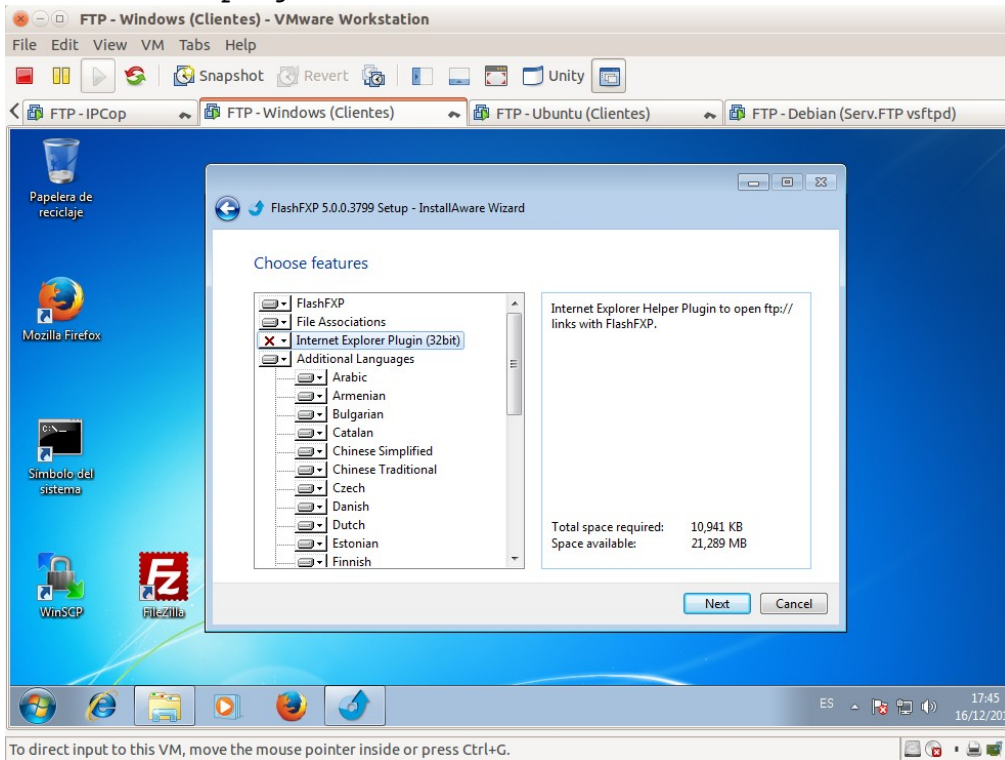 FTP - Windows (Clientes) - VMware Workstation
File Edit View VM Tabs Help
Snapshot Revert Unity
FTP - IPCop FTP - Windows (Clientes) FTP - Ubuntu (Clientes) FTP - Debian (Serv.FTP vsftpd)
Papelera de
reciclaje
Mozilla Firefox
C:\_
Símbolo del
sistema
WinSCP
FileZilla
FlashFXP 5.0.0.3799 Setup - InstallAware Wizard
Choose features
FlashFXP
File Associations
Internet Explorer Plugin (32bit)
Additional Languages
Arabic
Armenian
Bulgarian
Catalan
Chinese Simplified
Chinese Traditional
Czech
Danish
Dutch
Estonian
Finnish
Internet Explorer Helper Plugin to open ftp://
links with FlashFXP.
Total space required: 10,941 KB
Space available: 21,289 MB
Next Cancel
ES
17:45
16/12/20
To direct input to this VM, move the mouse pointer inside or press Ctrl+G.